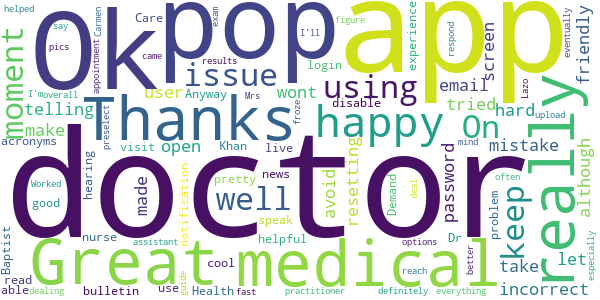 helped say Carmen
pics Care
exam figure came
appointment results I'll
Ok pop app
moment issue login experience screen respond eventually friendly
I'm overall Anyway Mrs
telling user using wont email Lazo
make Thanks happy On tried hard upload
acronyms preselect froze disable mind mistake
Worked visit open Khan live avoid resetting password often although
good hearing made notification well news pretty Demand deal problem let
doctor
Baptist nurse assistant speak Dr keep take especially
Great helpful medical options really
read cool reach better incorrect
able bulletin use Health fast practitioner definitely everything
dealing guide